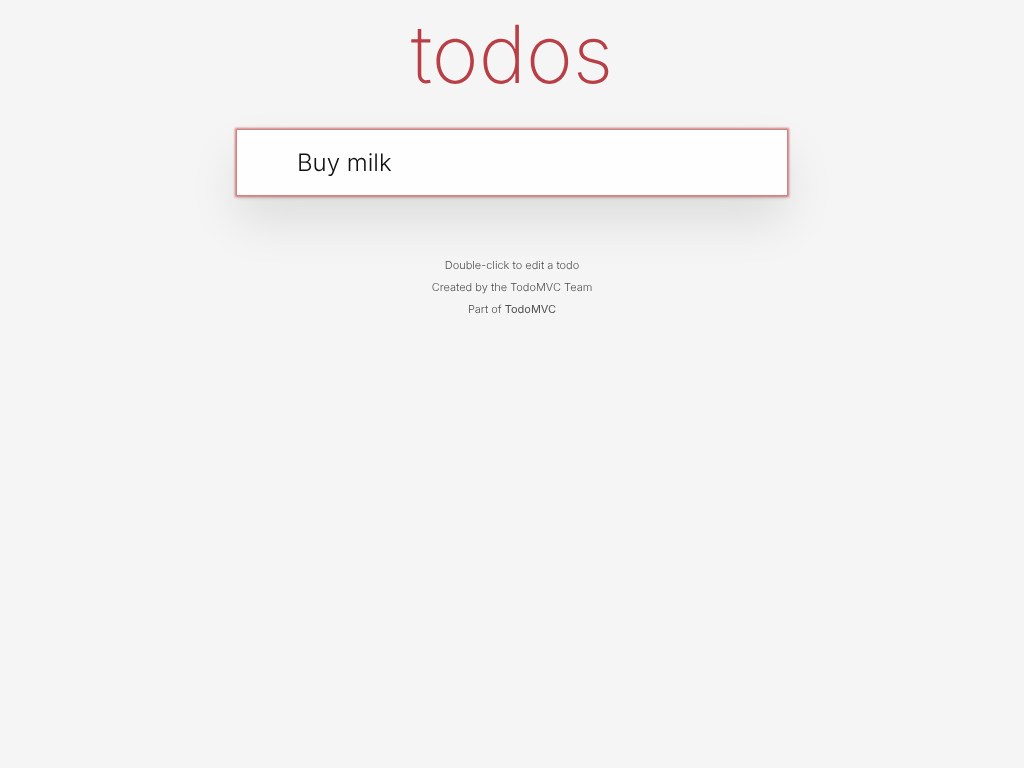 todos
Buy milk
Double-click to edit a todo
Created by the TodoMVC Team
Part of TodoMVC